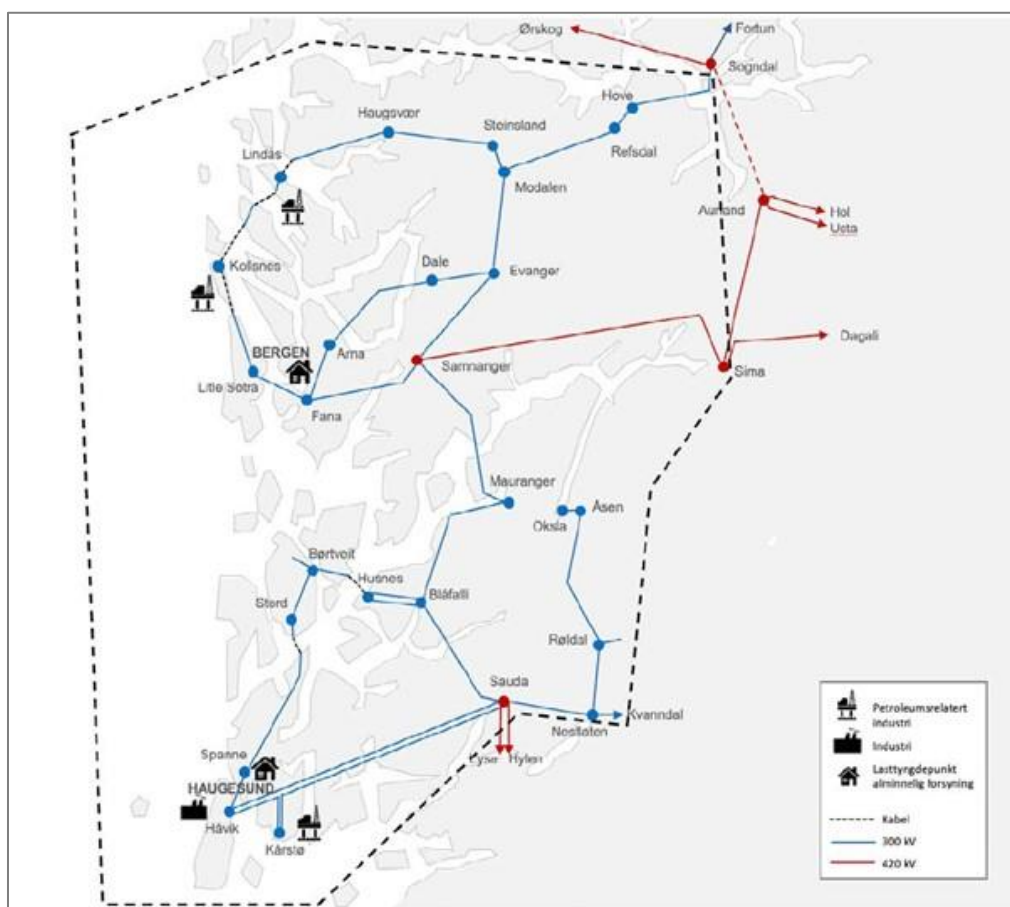 Ørskog
Fortun
Sogndal
Hove
Haugsvær
Steinsland
Refsdal
Lindås
Modalen
Aurland
Hol
Usta
Kollsnes
Dale
Evanger
Dagali
BERGEN
Arna
Samnanger
Sima
Litle Sotra
Fana
Mauranger
Åsen
Oksla
Børtveit
Husnes
Blåfalli
Stord
Røldal
Sauda
Kvanndal
Nesflaten
Lyse Hylen
Spanne
HAUGESUND
Håvik
Kårstø
Petroleumsrelatert
industri
Industri
Lasttyngdepunkt
alminnelig forsyning
Kabel
300 kV
420 kV